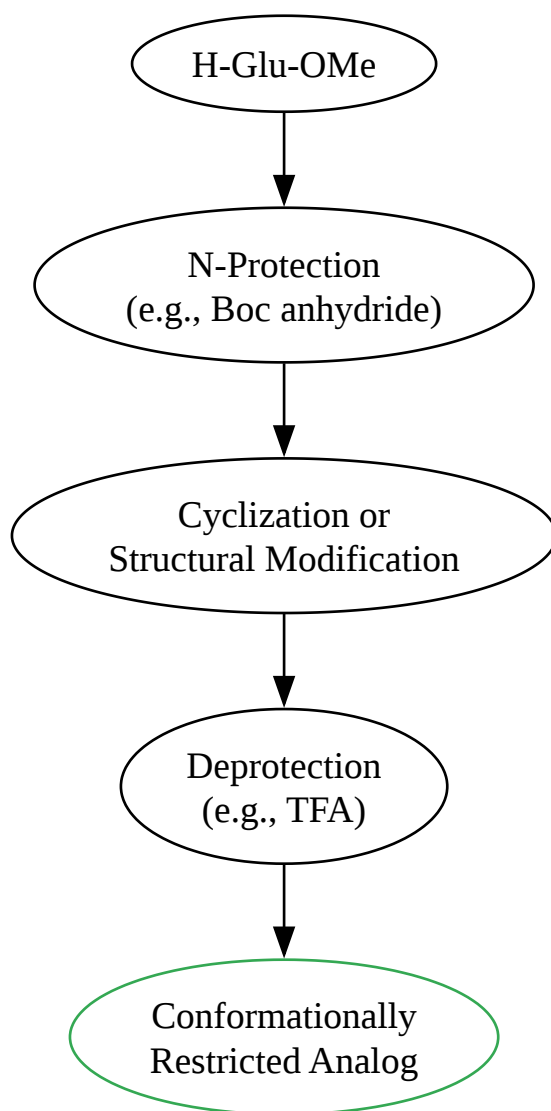 H-Glu-OMe
N-Protection
(e.g., Boc anhydride)
Cyclization or
Structural Modification
Deprotection
(e.g., TFA)
Conformationally
Restricted Analog